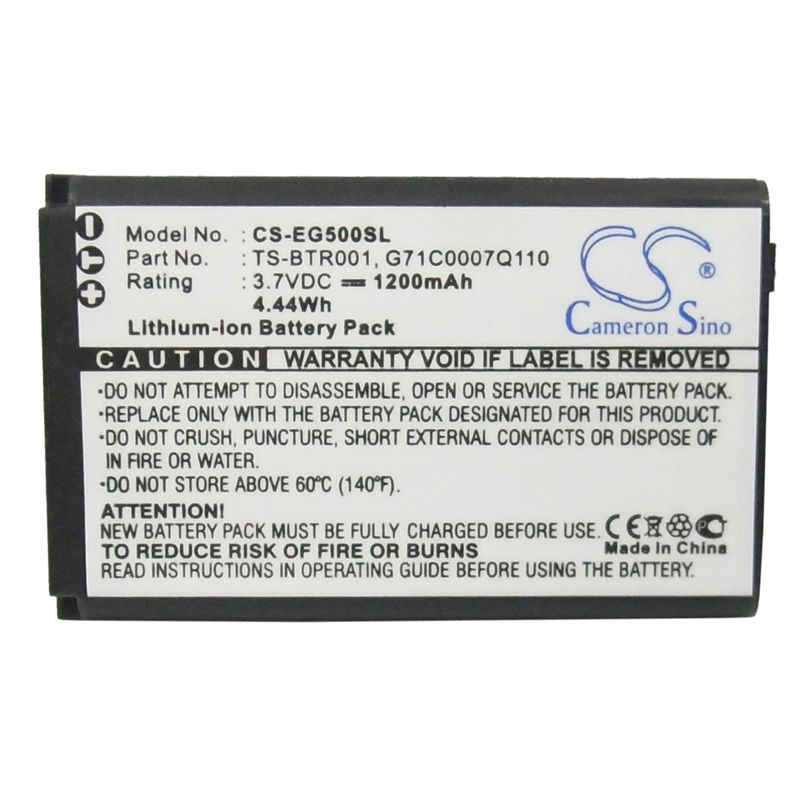 Model No. : CS-EG500SL
Part No. : TS-BTR001, G71C0007Q110
Rating : 3.7VDC ⎓ 1200mAh
4.44Wh
Lithium-ion Battery Pack
CS
®
Cameron Sino
CAUTION WARRANTY VOID IF LABEL IS REMOVED
•DO NOT ATTEMPT TO DISASSEMBLE, OPEN OR SERVICE THE BATTERY PACK.
•REPLACE ONLY WITH THE BATTERY PACK DESIGNATED FOR THIS PRODUCT.
•DO NOT CRUSH, PUNCTURE, SHORT EXTERNAL CONTACTS OR DISPOSE OF
IN FIRE OR WATER.
•DO NOT STORE ABOVE 60°C (140°F).
ATTENTION!
NEW BATTERY PACK MUST BE FULLY CHARGED BEFORE USE.
TO REDUCE RISK OF FIRE OR BURNS
READ INSTRUCTIONS IN OPERATING GUIDE BEFORE USING BATTERY PACK.
CE
Made in China